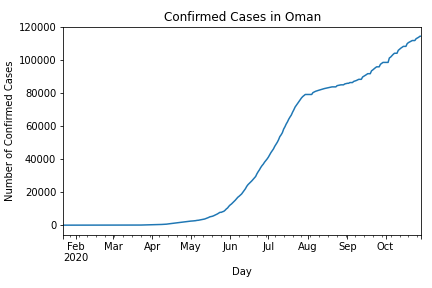 Confirmed Cases in Oman
Number of Confirmed Cases
120000
100000
80000
60000
40000
20000
0
Feb Mar Apr May Jun Jul Aug Sep Oct
2020
Day